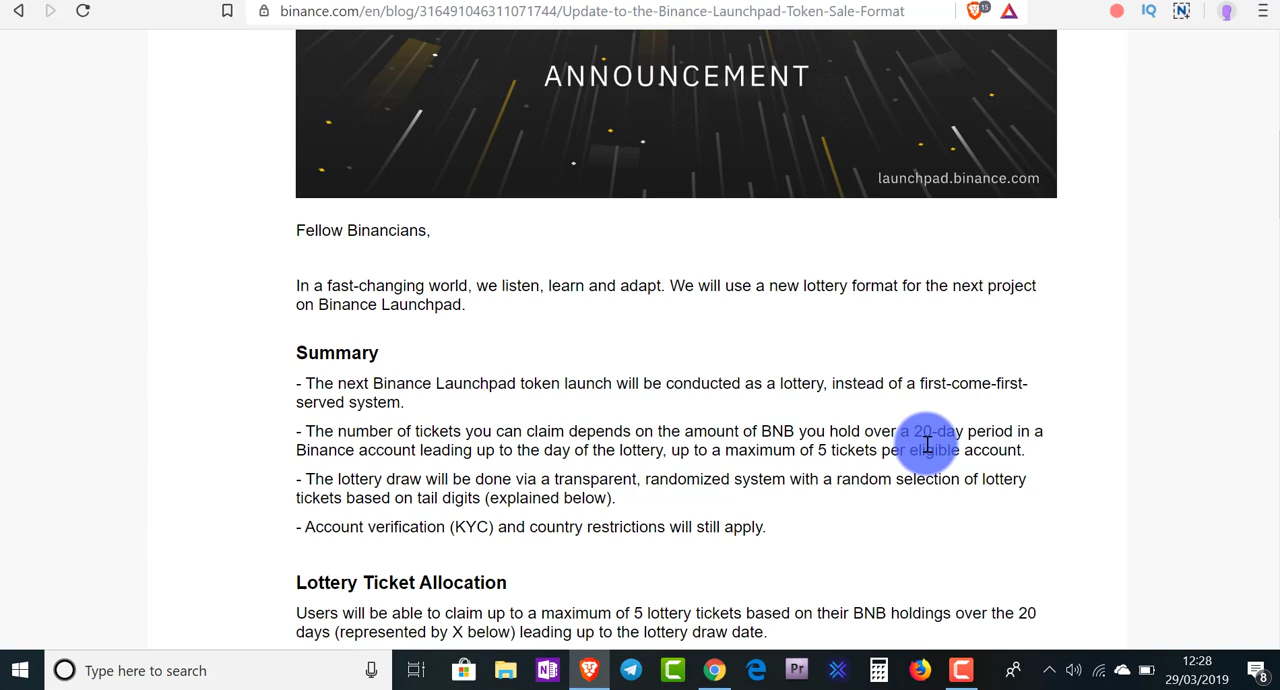 binance.com/en/blog/316491046311071744/Update-to-the-Binance-Launchpad-Token-Sale-Format
15
IQ
N
ANNOUNCEMENT
launchpad.binance.com
Fellow Binancians,
In a fast-changing world, we listen, learn and adapt. We will use a new lottery format for the next project
on Binance Launchpad.
Summary
- The next Binance Launchpad token launch will be conducted as a lottery, instead of a first-come-first-
served system.
- The number of tickets you can claim depends on the amount of BNB you hold over a 20-day period in a
Binance account leading up to the day of the lottery, up to a maximum of 5 tickets per eligible account.
- The lottery draw will be done via a transparent, randomized system with a random selection of lottery
tickets based on tail digits (explained below).
- Account verification (KYC) and country restrictions will still apply.
Lottery Ticket Allocation
Users will be able to claim up to a maximum of 5 lottery tickets based on their BNB holdings over the 20
days (represented by X below) leading up to the lottery draw date.
Type here to search
N
Pr
12:28
29/03/2019
8